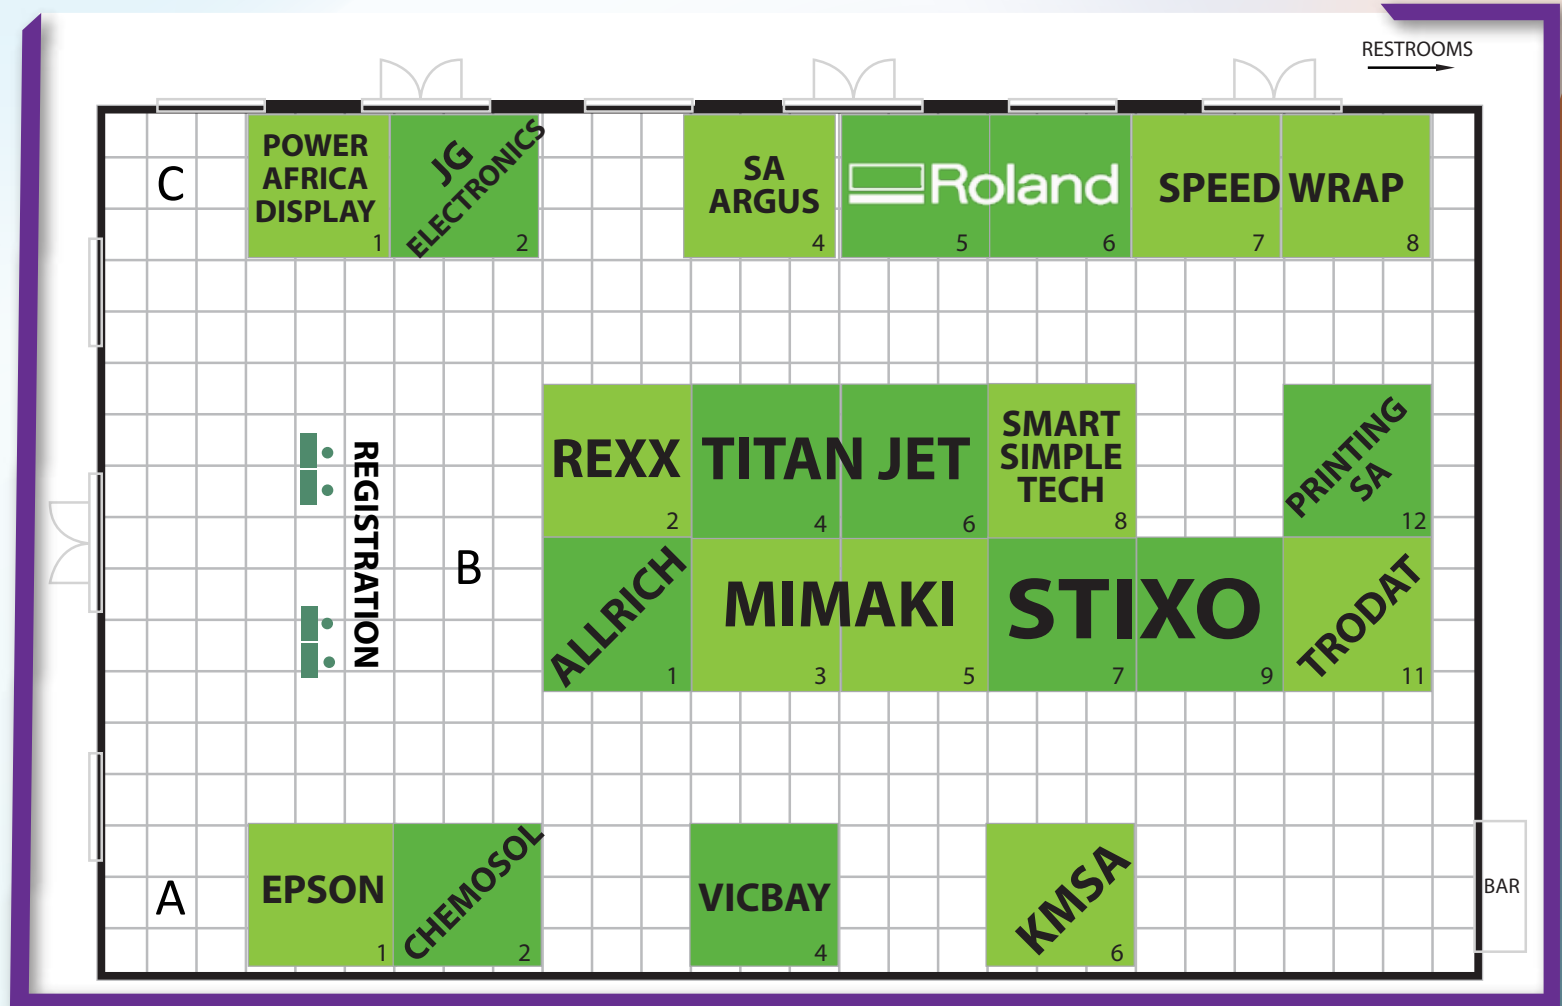 RESTROOMS
C
POWER
AFRICA
DISPLAY
1
JG
ELECTRONICS
2
SA
ARGUS
4
Roland
5
6
SPEED WRAP
7
8
REGISTRATION
B
REXX
2
TITAN JET
4
6
SMART
SIMPLE
TECH
8
PRINTING
SA
12
ALLRICH
1
MIMAKI
3
5
STIXO
7
9
TRODAT
11
A
EPSON
1
CHEMOSOL
2
VICBAY
4
KMSA
6
BAR